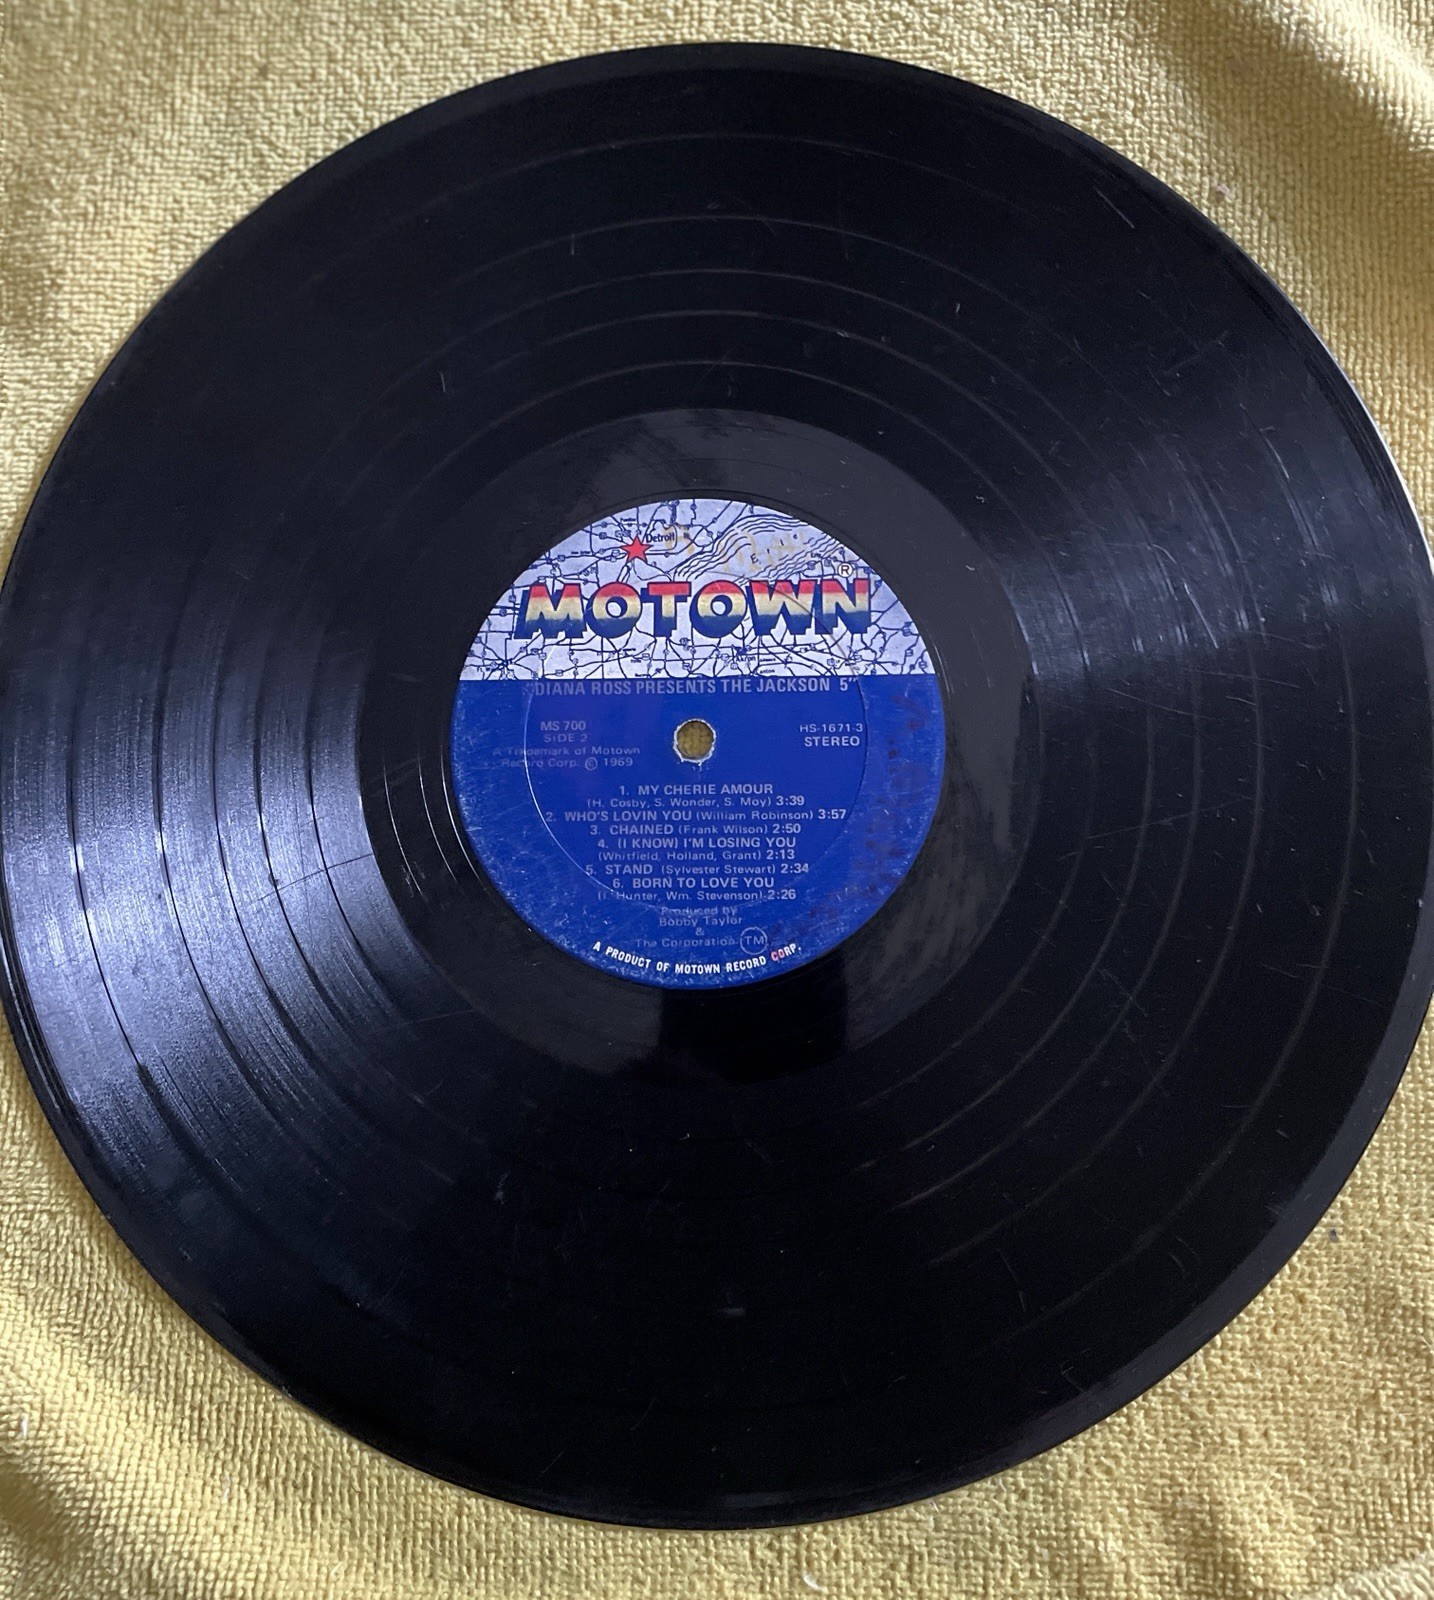 Detroit
MOTOWN®
"DIANA ROSS PRESENTS THE JACKSON 5"
MS 700
SIDE 2
A Trademark of Motown
Record Corp. © 1969
HS-1671-3
STEREO
1. MY CHERIE AMOUR
(H. Cosby, S. Wonder, S. Moy) 3:39
2. WHO'S LOVIN YOU (William Robinson) 3:57
3. CHAINED (Frank Wilson) 2:50
4. (I KNOW) I'M LOSING YOU
(Whitfield, Holland, Grant) 2:13
5. STAND (Sylvester Stewart) 2:34
6. BORN TO LOVE YOU
Hunter, Wm. Stevenson) 2:26
Produced by
Bobby Taylor
&
The Corporation TM
A PRODUCT OF MOTOWN RECORD CORP.